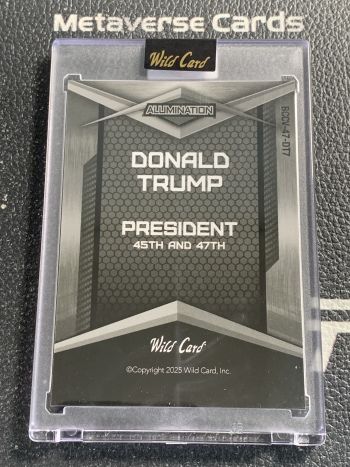 Metaverse Cards
Wild Card
ALUMINATION
DONALD
TRUMP
PRESIDENT
45TH AND 47TH
Wild Card
©Copyright 2025 Wild Card, Inc.